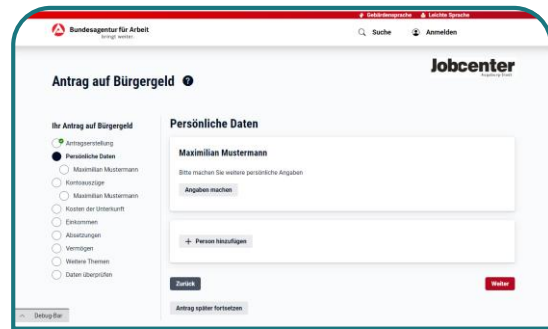 Gebärdensprache Leichte Sprache
Bundesagentur für Arbeit
bringt weiter.
Suche Anmelden
Jobcenter
Augsburg Stadt
Antrag auf Bürgergeld ?
Ihr Antrag auf Bürgergeld
Antragserstellung
Persönliche Daten
Maximilian Mustermann
Kontoauszüge
Maximilian Mustermann
Kosten der Unterkunft
Einkommen
Absetzungen
Vermögen
Weitere Themen
Daten überprüfen
Persönliche Daten
Maximilian Mustermann
Bitte machen Sie weitere persönliche Angaben
Angaben machen
+ Person hinzufügen
Zurück Weiter
Antrag später fortsetzen
Debug-Bar